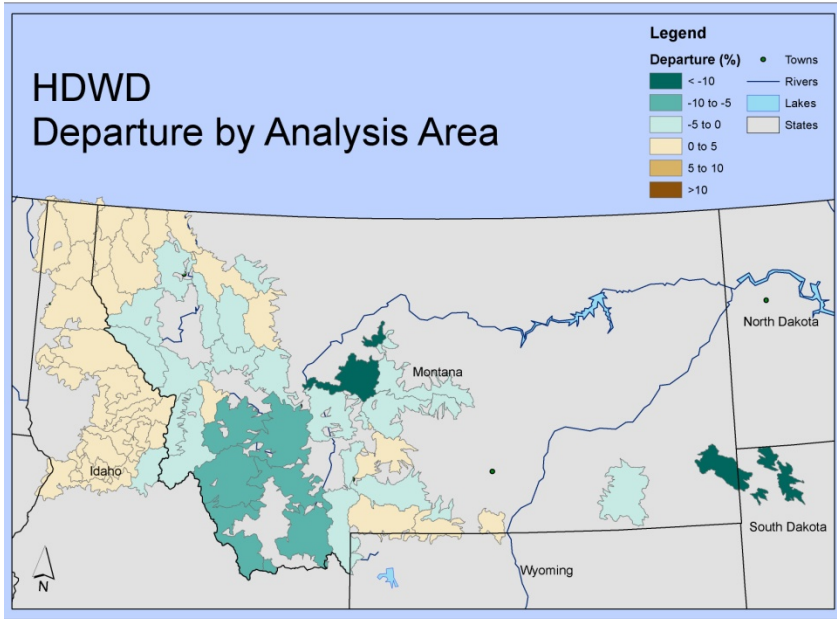 HDWD
Departure by Analysis Area
Legend
Departure (%)
< -10
-10 to -5
-5 to 0
0 to 5
5 to 10
>10
Towns
Rivers
Lakes
States
North Dakota
Montana
Idaho
South Dakota
Wyoming
N